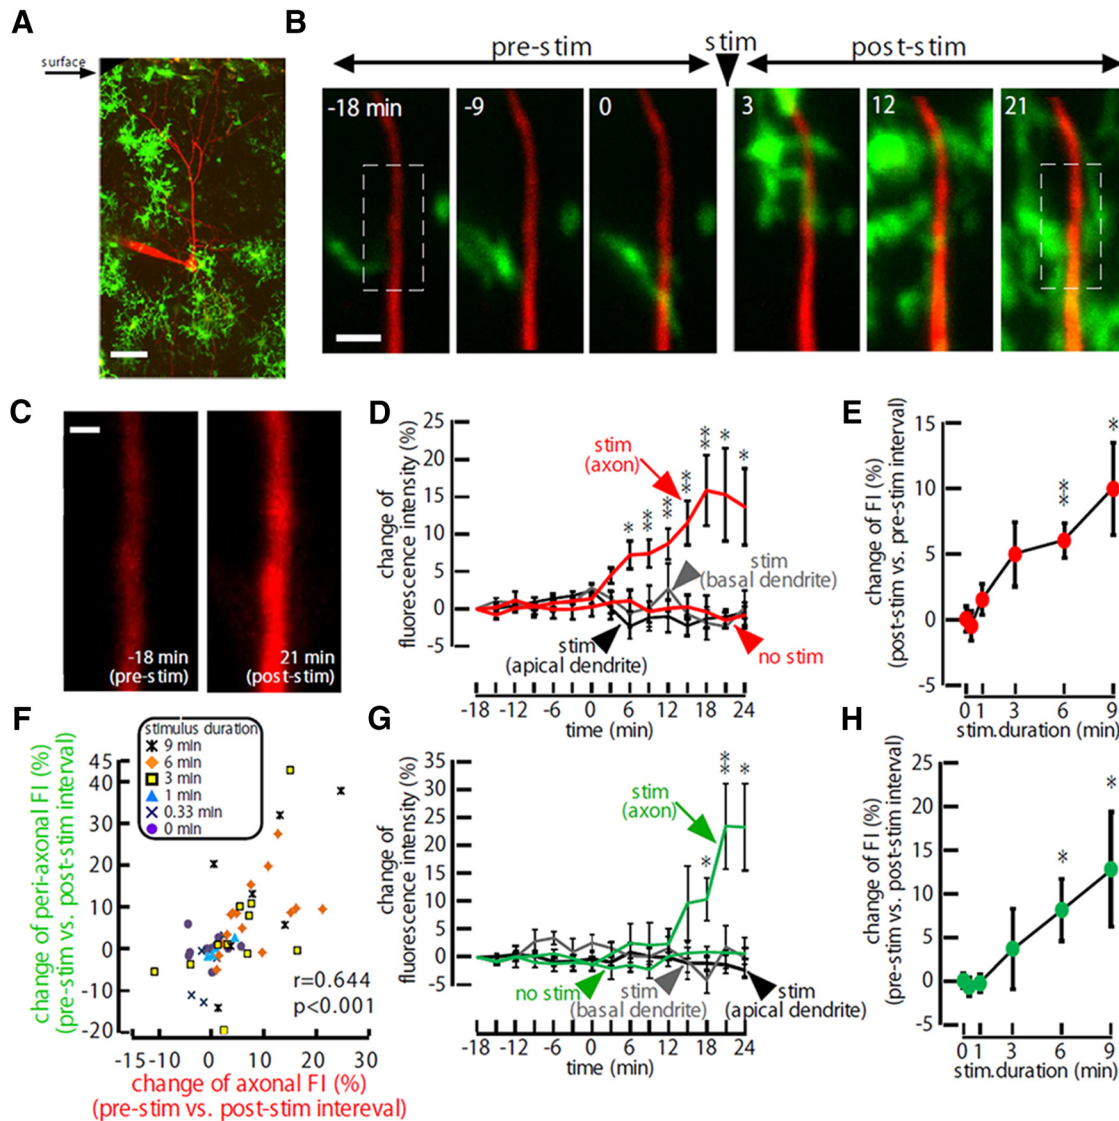 A
surface
B
pre-stim
stim
post-stim
-18 min
-9
0
3
12
21
C
-18 min
(pre-stim)
21 min
(post-stim)
D
change of
fluorescence intensity (%)
25
20
15
10
5
0
-5
stim
(axon)
* ** ** ** ** * *
stim
(basal dendrite)
stim
(apical dendrite)
no stim
-18 -12 -6 0 6 12 18 24
time (min)
E
change of FI (%)
(post-stim vs. pre-stim interval)
15
10
5
0
-5
** *
0 1 3 6 9
stim.duration (min)
F
change of peri-axonal FI (%)
(pre-stim vs. post-stim interval)
45
40
30
20
10
0
-10
-20
stimulus duration
9 min
6 min
3 min
1 min
0.33 min
0 min
r=0.644
p<0.001
-15 -10 0 10 20 30
change of axonal FI (%)
(pre-stim vs. post-stim intereval)
G
change of
fluorescence intensity (%)
35
30
25
20
15
10
5
0
-5
stim
(axon)
* ** *
no stim
stim
(basal dendrite)
stim
(apical dendrite)
-18 -12 -6 0 6 12 18 24
time (min)
H
change of FI (%)
(pre-stim vs. post-stim interval)
25
20
15
10
5
0
-5
* *
0 1 3 6 9
stim.duration (min)